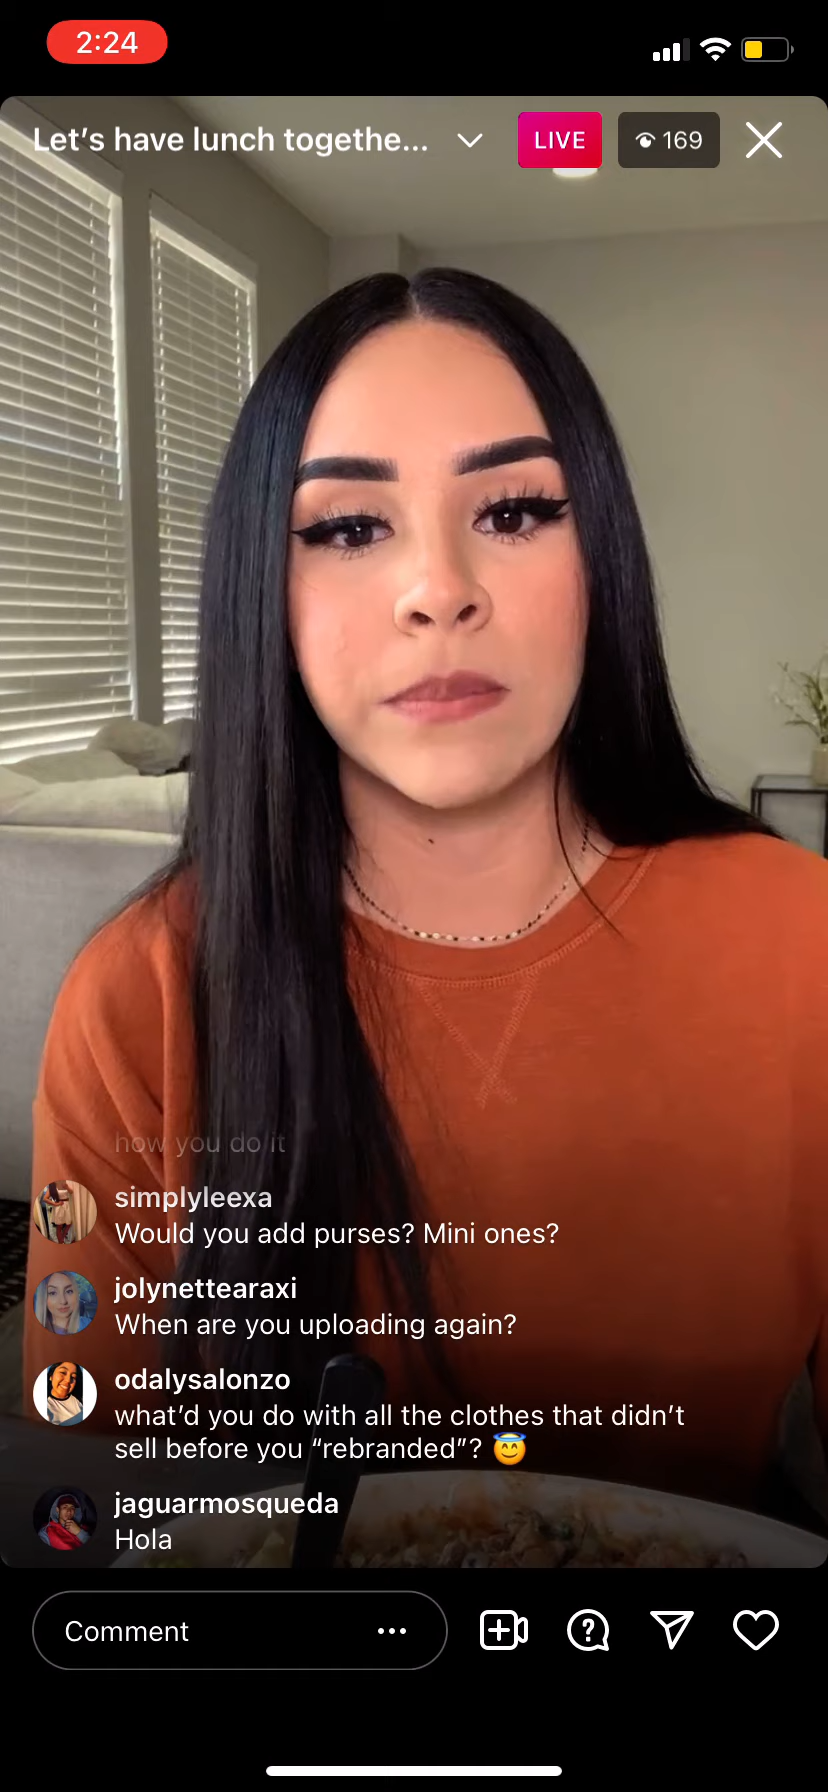 2:24
Let’s have lunch togethe...
LIVE
169
how you do it
simplyleexa
Would you add purses? Mini ones?
jolynettearaxi
When are you uploading again?
odalysalonzo
what’d you do with all the clothes that didn’t
sell before you “rebranded”? 😇
jaguarmosqueda
Hola
Comment